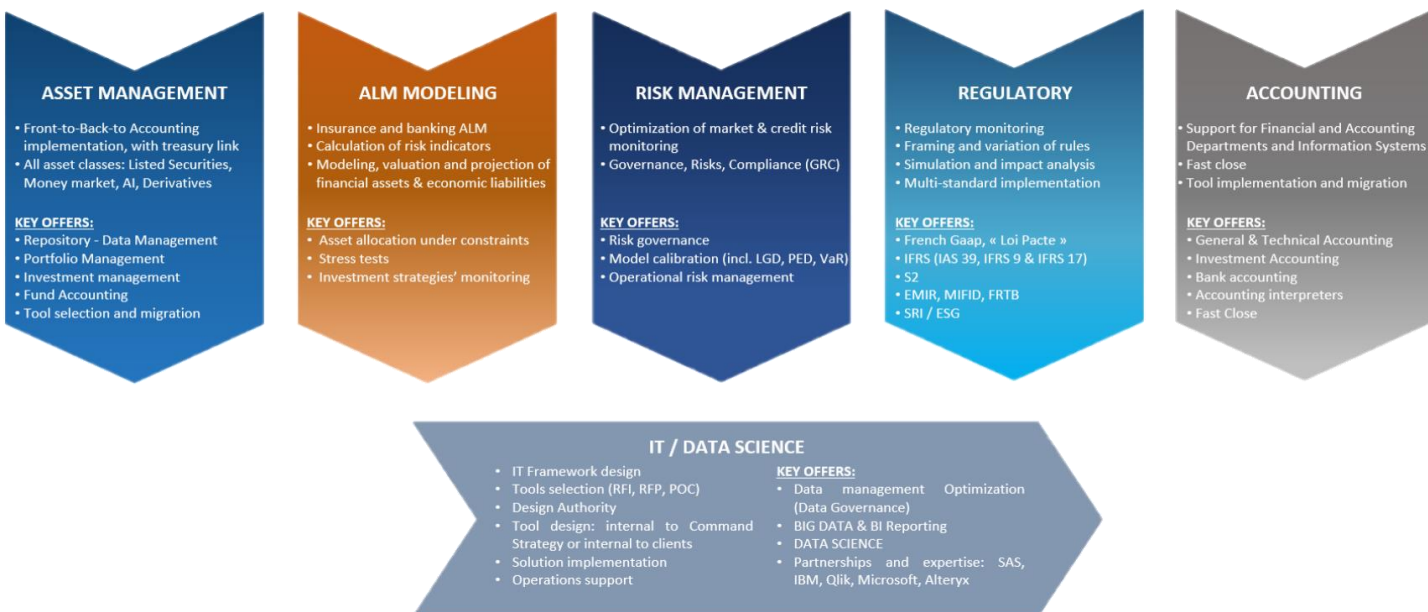 ASSET MANAGEMENT
• Front-to-Back-to Accounting
implementation, with treasury link
• All asset classes: Listed Securities,
Money market, AI, Derivatives
KEY OFFERS:
• Repository - Data Management
• Portfolio Management
• Investment management
• Fund Accounting
• Tool selection and migration
ALM MODELING
• Insurance and banking ALM
• Calculation of risk indicators
• Modeling, valuation and projection of
financial assets & economic liabilities
KEY OFFERS:
• Asset allocation under constraints
• Stress tests
• Investment strategies’ monitoring
RISK MANAGEMENT
• Optimization of market & credit risk
monitoring
• Governance, Risks, Compliance (GRC)
KEY OFFERS:
• Risk governance
• Model calibration (incl. LGD, PED, VaR)
• Operational risk management
REGULATORY
• Regulatory monitoring
• Framing and variation of rules
• Simulation and impact analysis
• Multi-standard implementation
KEY OFFERS:
• French Gaap, « Loi Pacte »
• IFRS (IAS 39, IFRS 9 & IFRS 17)
• S2
• EMIR, MIFID, FRTB
• SRI / ESG
ACCOUNTING
• Support for Financial and Accounting
Departments and Information Systems
• Fast close
• Tool implementation and migration
KEY OFFERS:
• General & Technical Accounting
• Investment Accounting
• Bank accounting
• Accounting interpreters
• Fast Close
IT / DATA SCIENCE
• IT Framework design
• Tools selection (RFI, RFP, POC)
• Design Authority
• Tool design: internal to Command
Strategy or internal to clients
• Solution implementation
• Operations support
KEY OFFERS:
• Data management Optimization
(Data Governance)
• BIG DATA & BI Reporting
• DATA SCIENCE
• Partnerships and expertise: SAS,
IBM, Qlik, Microsoft, Alteryx